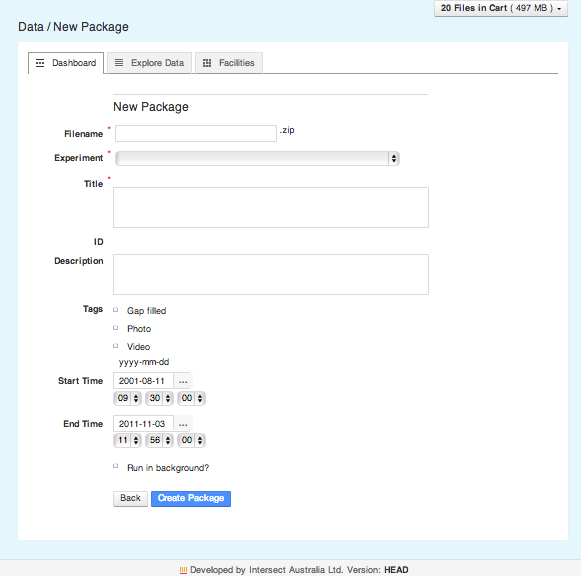 20 Files in Cart ( 497 MB )
Data / New Package
Dashboard Explore Data Facilities
New Package
Filename * .zip
Experiment *
Title *
ID
Description
Tags Gap filled
Photo
Video
yyyy-mm-dd
Start Time 2001-08-11 ...
09 30 00
End Time 2011-11-03 ...
11 56 00
Run in background?
Back Create Package
Developed by Intersect Australia Ltd. Version: HEAD